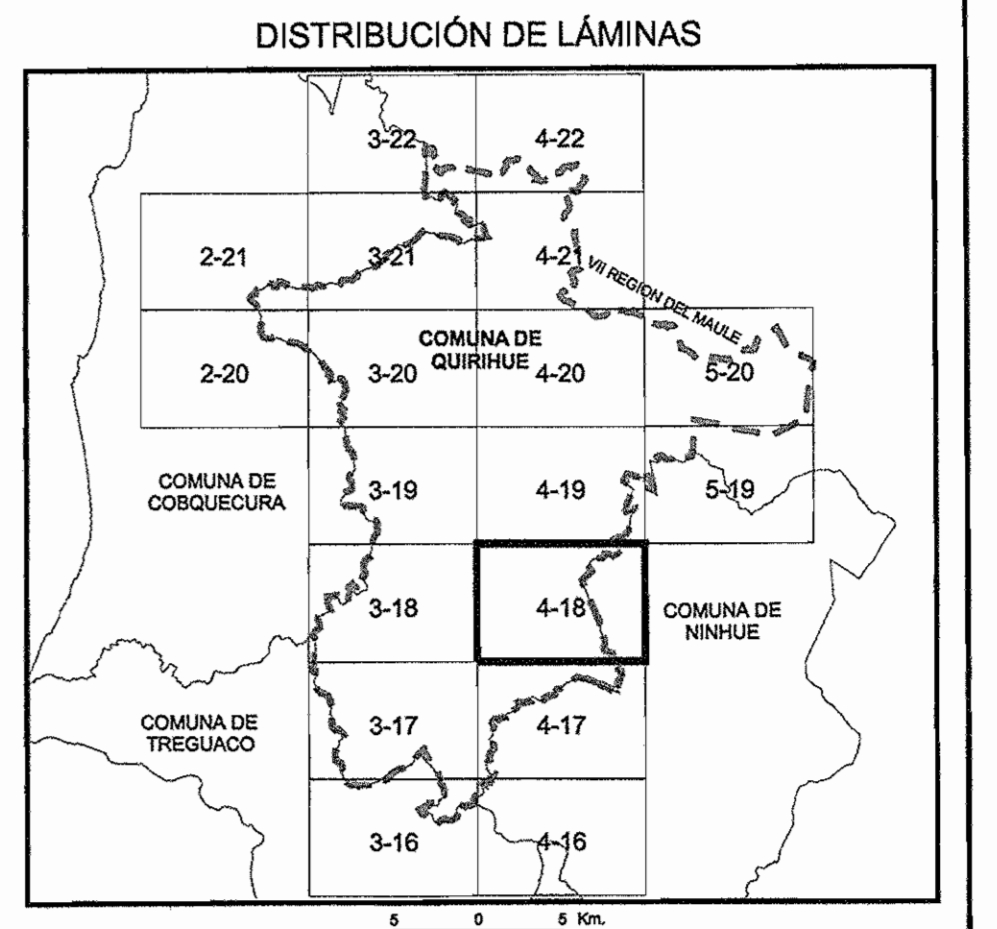 DISTRIBUCIÓN DE LÁMINAS
3-22
4-22
2-21
3-21
4-21
VII REGION DEL MAULE
COMUNA DE
QUIRIHUE
2-20
3-20
4-20
5-20
COMUNA DE
COBQUECURA
3-19
4-19
5-19
3-18
4-18
COMUNA DE
NINHUE
COMUNA DE
TREGUACO
3-17
4-17
3-16
4-16
5 0 5 Km.